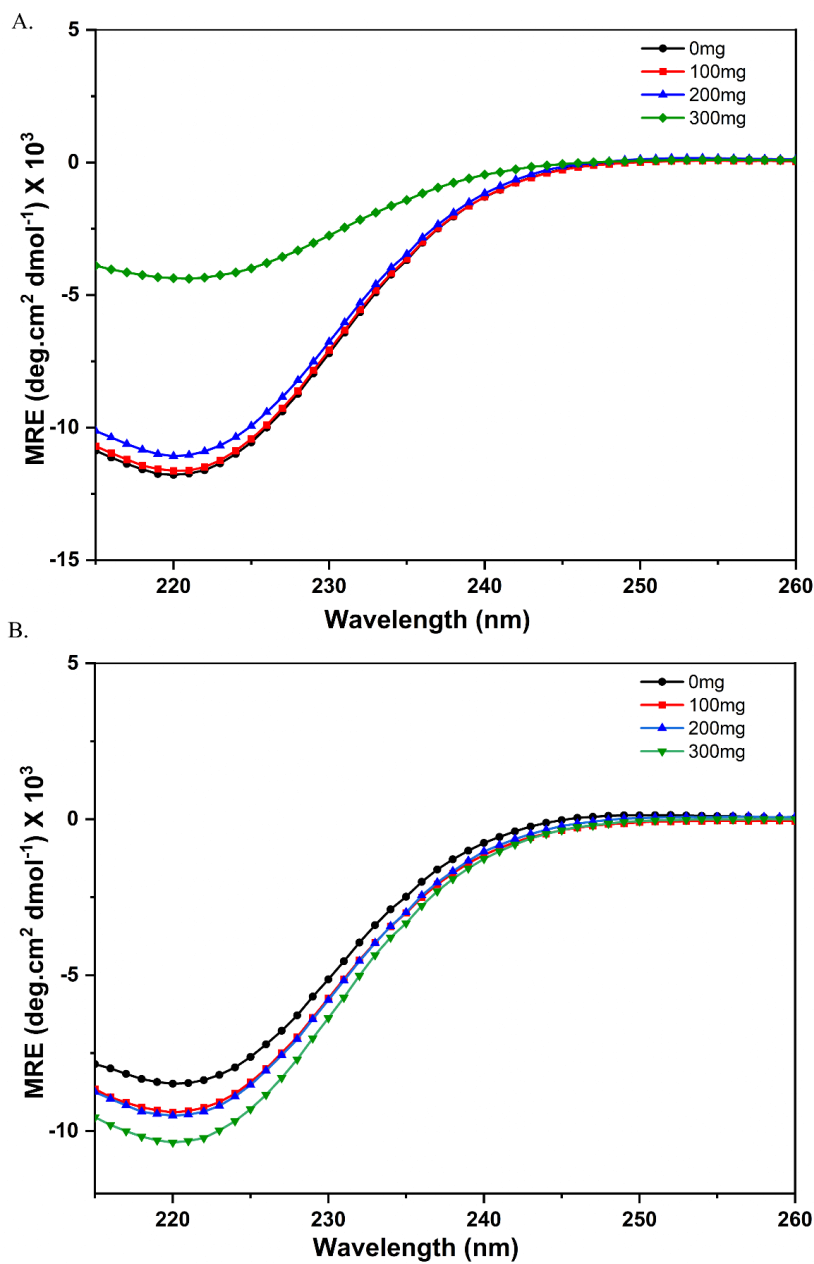 A.
0mg
100mg
200mg
300mg
5
0
-5
-10
-15
MRE (deg.cm² dmol⁻¹) X 10³
220
230
240
250
260
Wavelength (nm)
B.
0mg
100mg
200mg
300mg
5
0
-5
-10
MRE (deg.cm² dmol⁻¹) X 10³
220
230
240
250
260
Wavelength (nm)